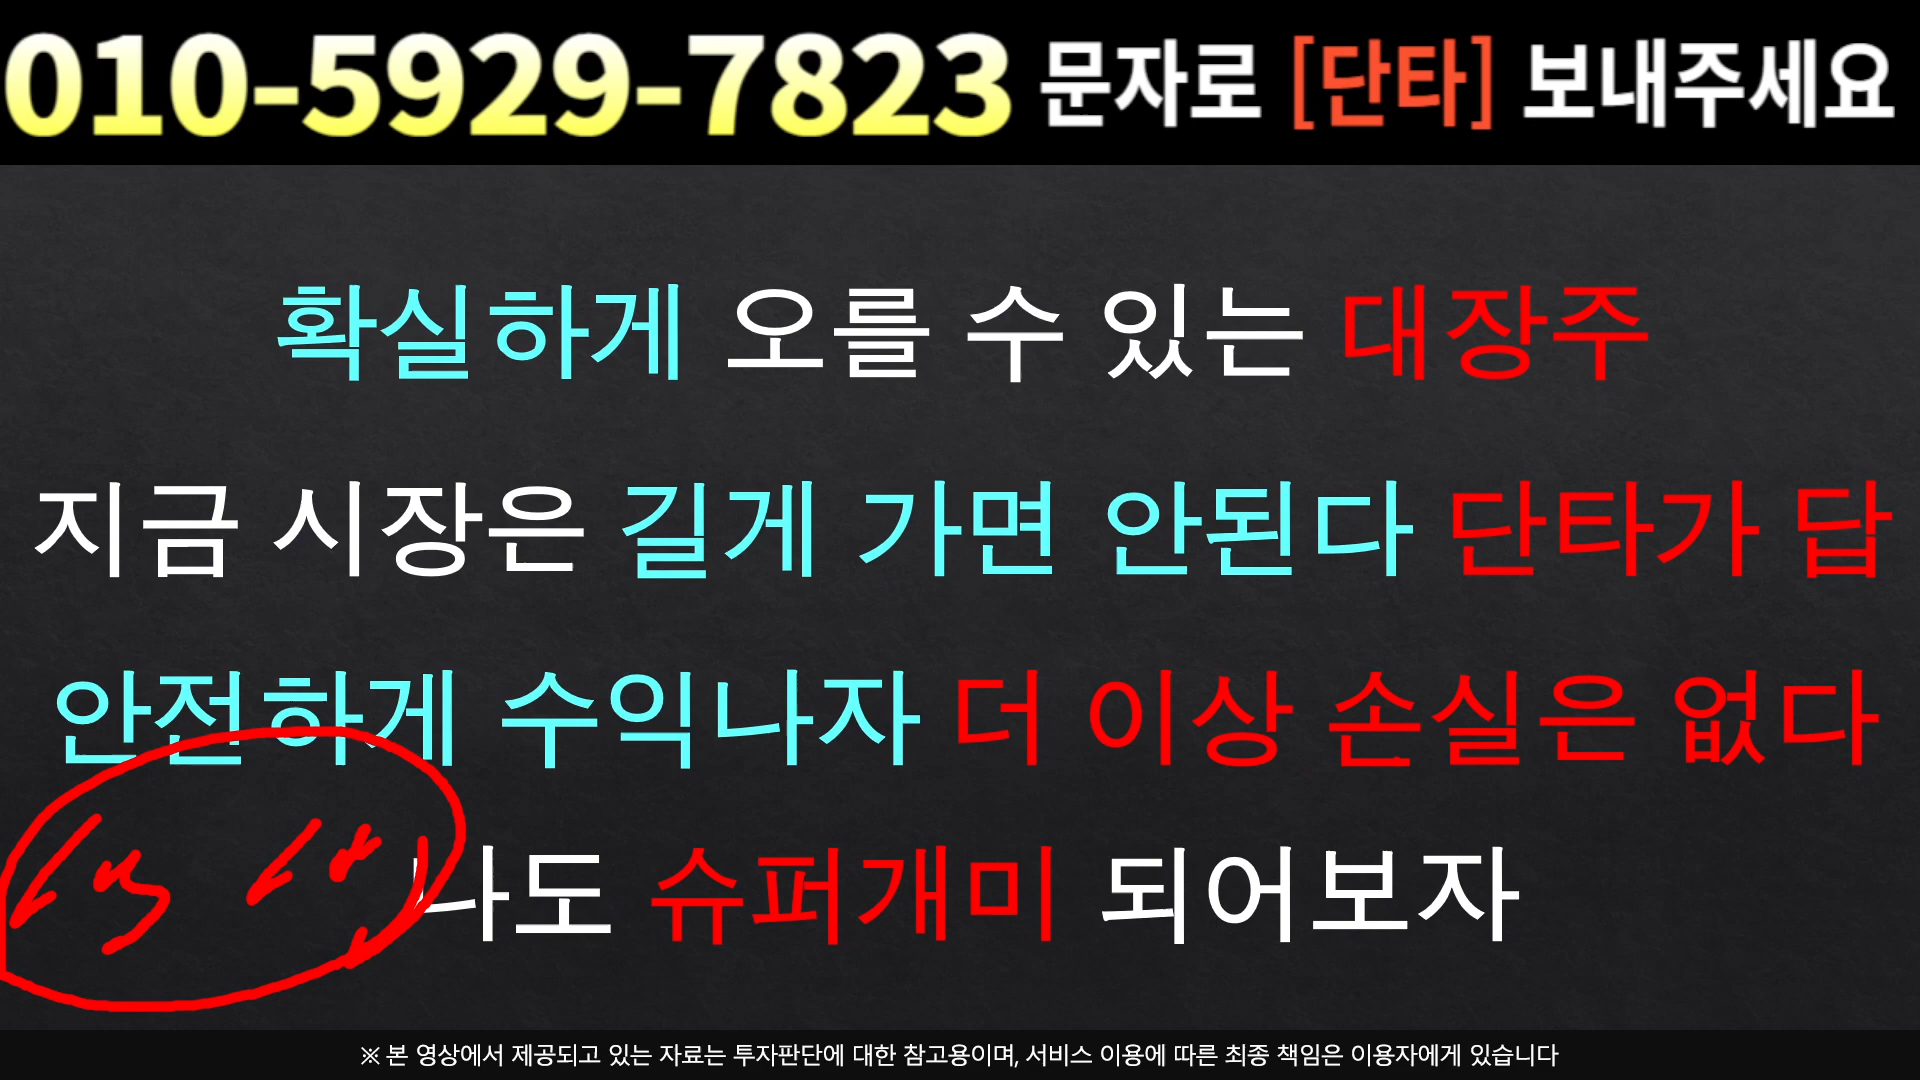 010-5929-7823 문자로 [단타] 보내주세요
확실하게 오를 수 있는 대장주
지금 시장은 길게 가면 안된다 단타가 답
안전하게 수익나자 더 이상 손실은 없다
나도 슈퍼개미 되어보자
※ 본 영상에서 제공되고 있는 자료는 투자판단에 대한 참고용이며, 서비스 이용에 따른 최종 책임은 이용자에게 있습니다